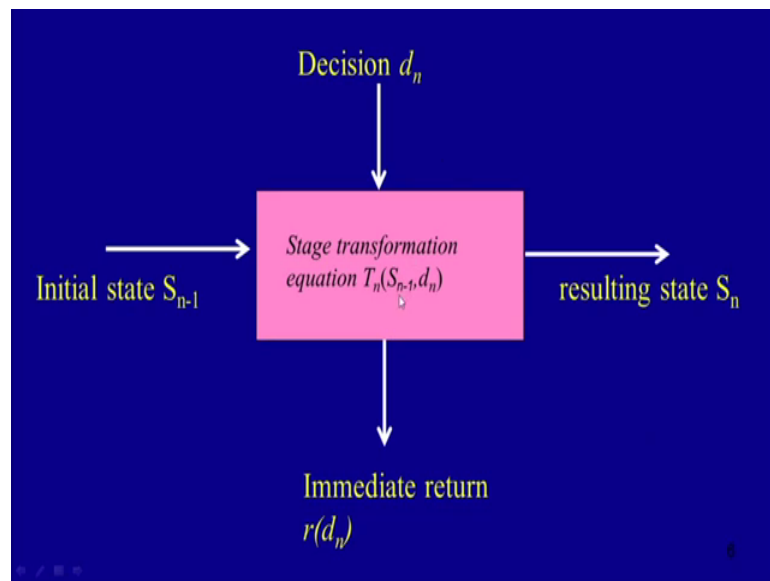 Decision dₙ
Stage transformation
equation Tₙ(Sₙ₋₁,dₙ)
Initial state Sₙ₋₁
resulting state Sₙ
Immediate return
r(dₙ)
6